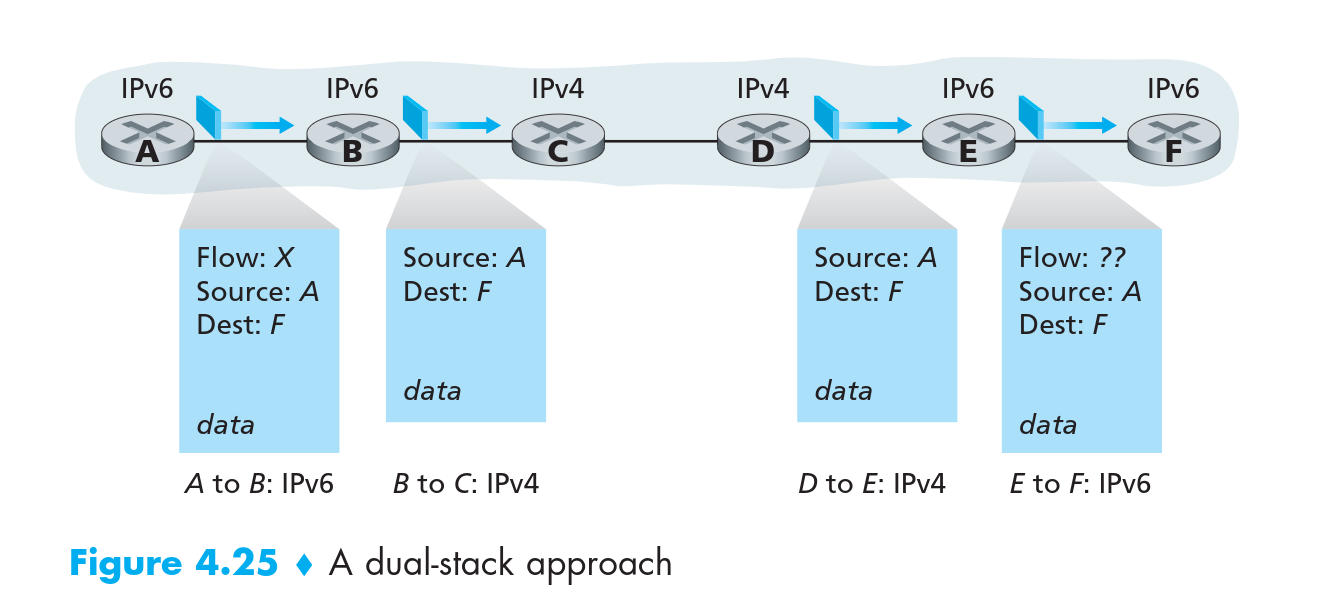 IPv6 IPv6 IPv4 IPv4 IPv6 IPv6
A B C D E F
Flow: X
Source: A
Dest: F
data
Source: A
Dest: F
data
Source: A
Dest: F
data
Flow: ??
Source: A
Dest: F
data
A to B: IPv6
B to C: IPv4
D to E: IPv4
E to F: IPv6
Figure 4.25 ♦ A dual-stack approach